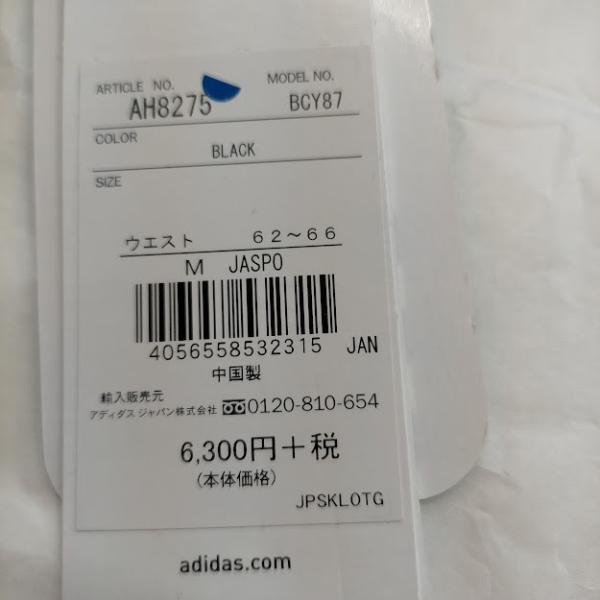 ARTICLE NO. MODEL NO.
AH8275 BCY87
COLOR
BLACK
SIZE
ウエスト 62～66
M JASPO
4056558532315 JAN
中国製
輸入販売元
アディダス ジャパン株式会社 0120-810-654
6,300円＋税
(本体価格)
JPSKLOTG
adidas.com